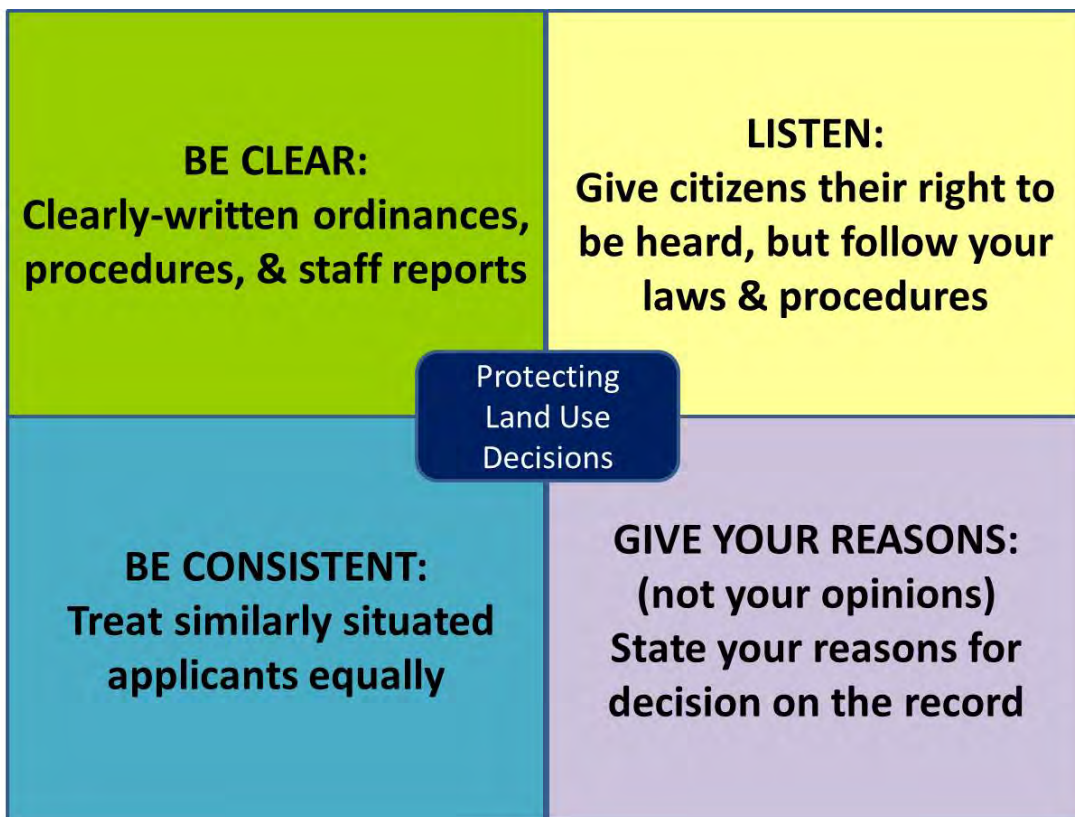 BE CLEAR:
Clearly-written ordinances,
procedures, & staff reports
LISTEN:
Give citizens their right to
be heard, but follow your
laws & procedures
Protecting
Land Use
Decisions
BE CONSISTENT:
Treat similarly situated
applicants equally
GIVE YOUR REASONS:
(not your opinions)
State your reasons for
decision on the record